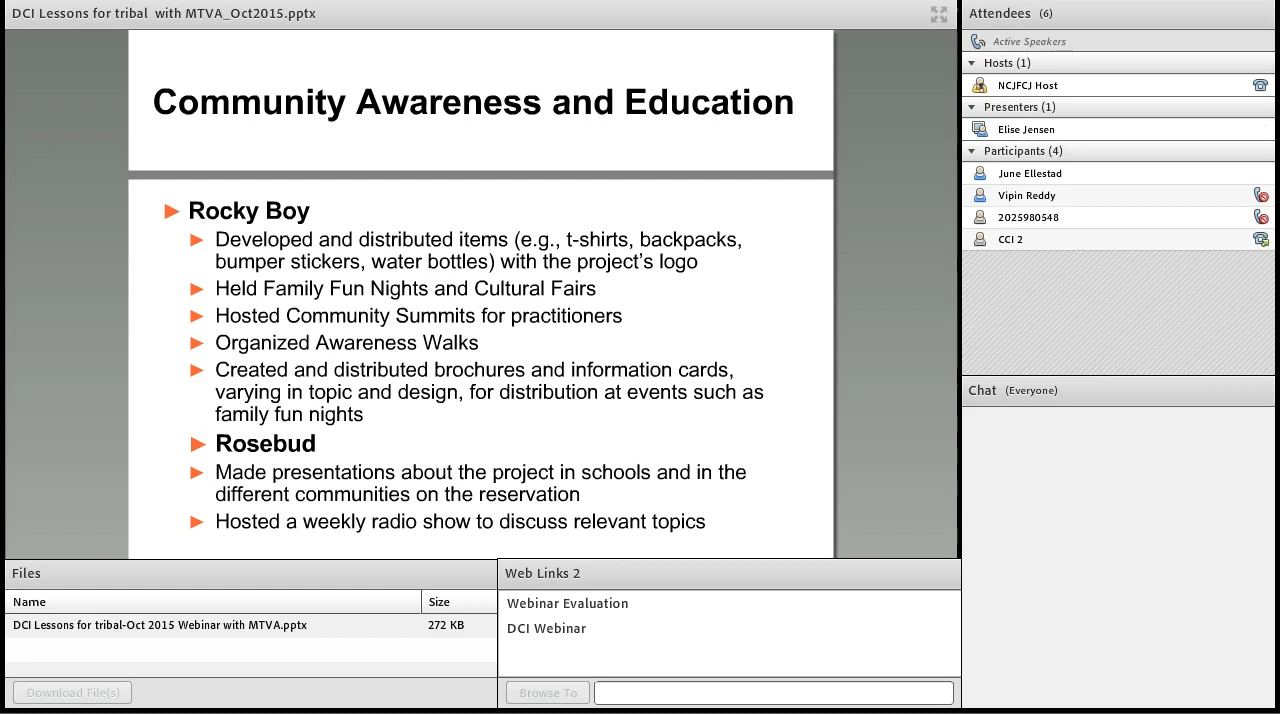 DCI Lessons for tribal  with MTVA_Oct2015.pptx
Community Awareness and Education
Rocky Boy
Developed and distributed items (e.g., t-shirts, backpacks,
bumper stickers, water bottles) with the project's logo
Held Family Fun Nights and Cultural Fairs
Hosted Community Summits for practitioners
Organized Awareness Walks
Created and distributed brochures and information cards,
varying in topic and design, for distribution at events such as
family fun nights
Rosebud
Made presentations about the project in schools and in the
different communities on the reservation
Hosted a weekly radio show to discuss relevant topics
Files
Name Size
DCI Lessons for tribal-Oct 2015 Webinar with MTVA.pptx 272 KB
Download File(s)
Web Links 2
Webinar Evaluation
DCI Webinar
Browse To
Attendees (6)
Active Speakers
Hosts (1)
NCJFCJ Host
Presenters (1)
Elise Jensen
Participants (4)
June Ellestad
Vipin Reddy
2025980548
CCI 2
Chat (Everyone)